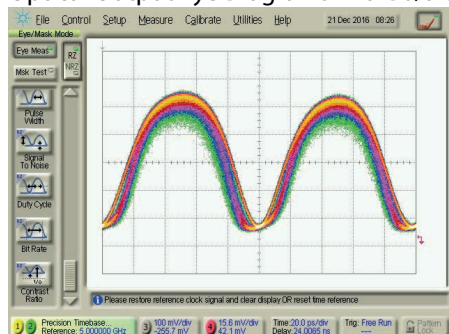 File Control Setup Measure Calibrate Utilities Help 21 Dec 2016 08:26
Eye/Mask Mode
Eye Meas
RZ
NRZ
Msk Test
Pulse
Width
Signal
To Noise
Duty Cycle
Bit Rate
Contrast
Ratio
Please restore reference clock signal and clear display OR reset time reference
1 2 Precision Timebase...
Reference: 5.000000 GHz
3 100 mV/div
-255.7 mV
4 15.6 mV/div
42.1 mV
Time:20.0 ps/div
Delay:24.0065 ns
Trig: Free Run
---
Pattern
Lock